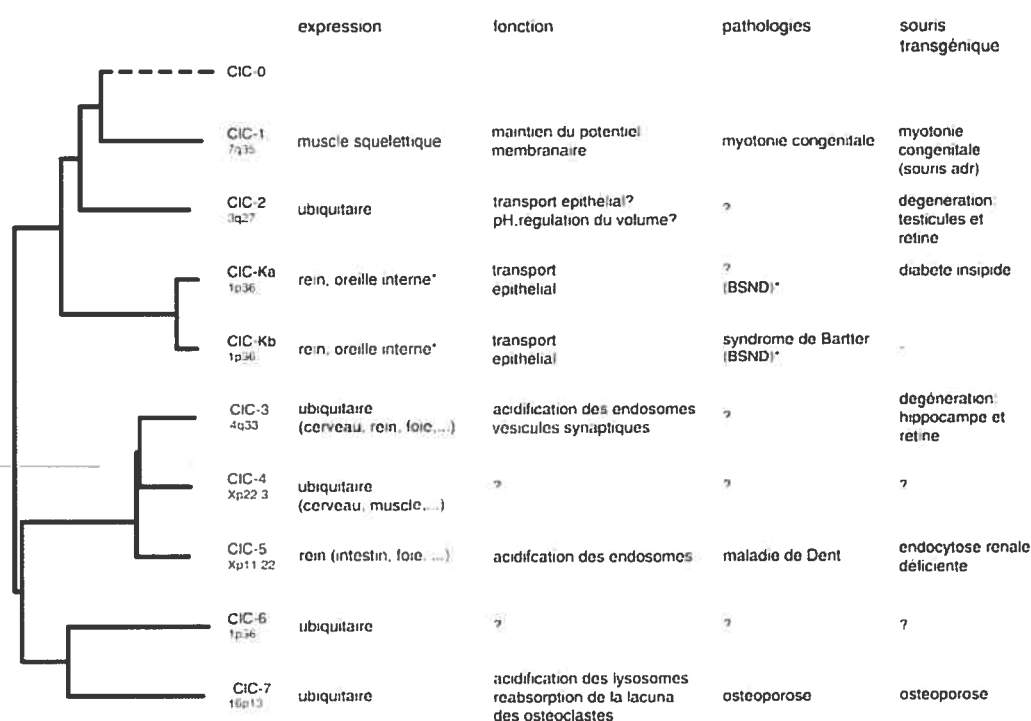 expression fonction pathologies souris
transgénique
ClC-0
ClC-1 muscle squelettique maintien du potentiel myotonie congénitale myotonie
7q35 membranaire congénitale
(souris adr)
ClC-2 ubiquitaire transport epithélial? ? degeneration
3q27 pH,regulation du volume? testicules et
retine
ClC-Ka rein, oreille interne* transport ? diabete insipide
1p36 epithelial (BSND)*
ClC-Kb rein, oreille interne* transport syndrome de Bartter -
1p36 epithelial (BSND)*
ClC-3 ubiquitaire acidification des endosomes ? degénération
4q33 (cerveau, rein, foie,...) vesicules synaptiques hippocampe et
retine
ClC-4 ubiquitaire ? ? ?
Xp22.3 (cerveau, muscle,...)
ClC-5 rein (intestin, foie, ...) acidifcation des endosomes maladie de Dent endocytose renale
Xp11.22 déficiente
ClC-6 ubiquitaire ? ? ?
1p36
ClC-7 ubiquitaire acidification des lysosomes osteoporose osteoporose
16p13 reabsorption de la lacuna
des osteoclastes